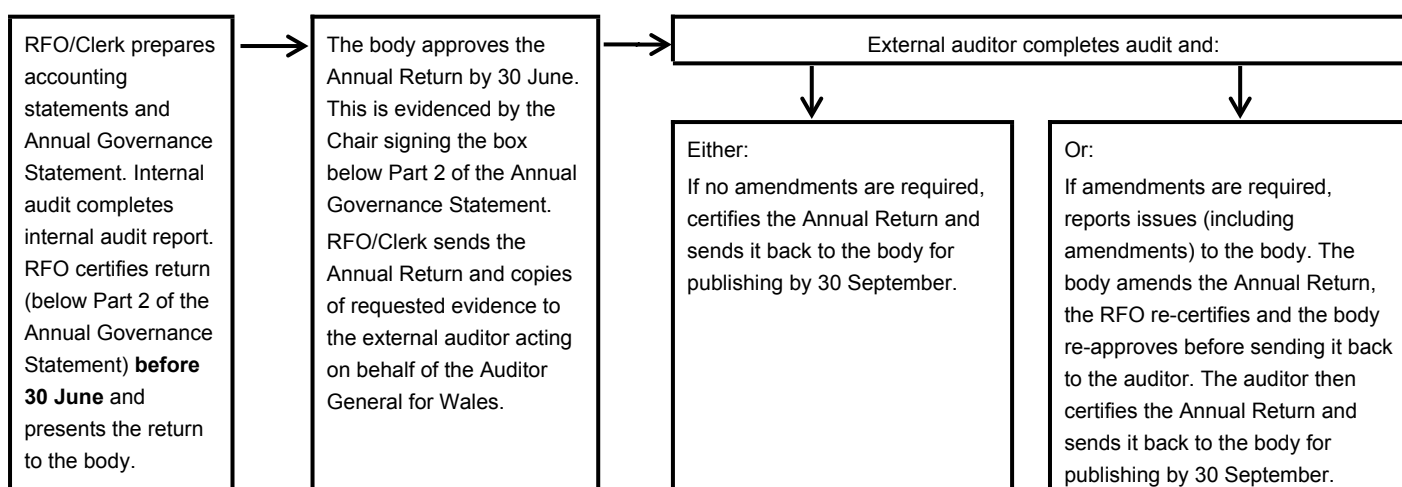 RFO/Clerk prepares
accounting
statements and
Annual Governance
Statement. Internal
audit completes
internal audit report.
RFO certifies return
(below Part 2 of the
Annual Governance
Statement) before
30 June and
presents the return
to the body.
The body approves the
Annual Return by 30 June.
This is evidenced by the
Chair signing the box
below Part 2 of the Annual
Governance Statement.
RFO/Clerk sends the
Annual Return and copies
of requested evidence to
the external auditor acting
on behalf of the Auditor
General for Wales.
External auditor completes audit and:
Either:
If no amendments are required,
certifies the Annual Return and
sends it back to the body for
publishing by 30 September.
Or:
If amendments are required,
reports issues (including
amendments) to the body. The
body amends the Annual Return,
the RFO re-certifies and the body
re-approves before sending it back
to the auditor. The auditor then
certifies the Annual Return and
sends it back to the body for
publishing by 30 September.